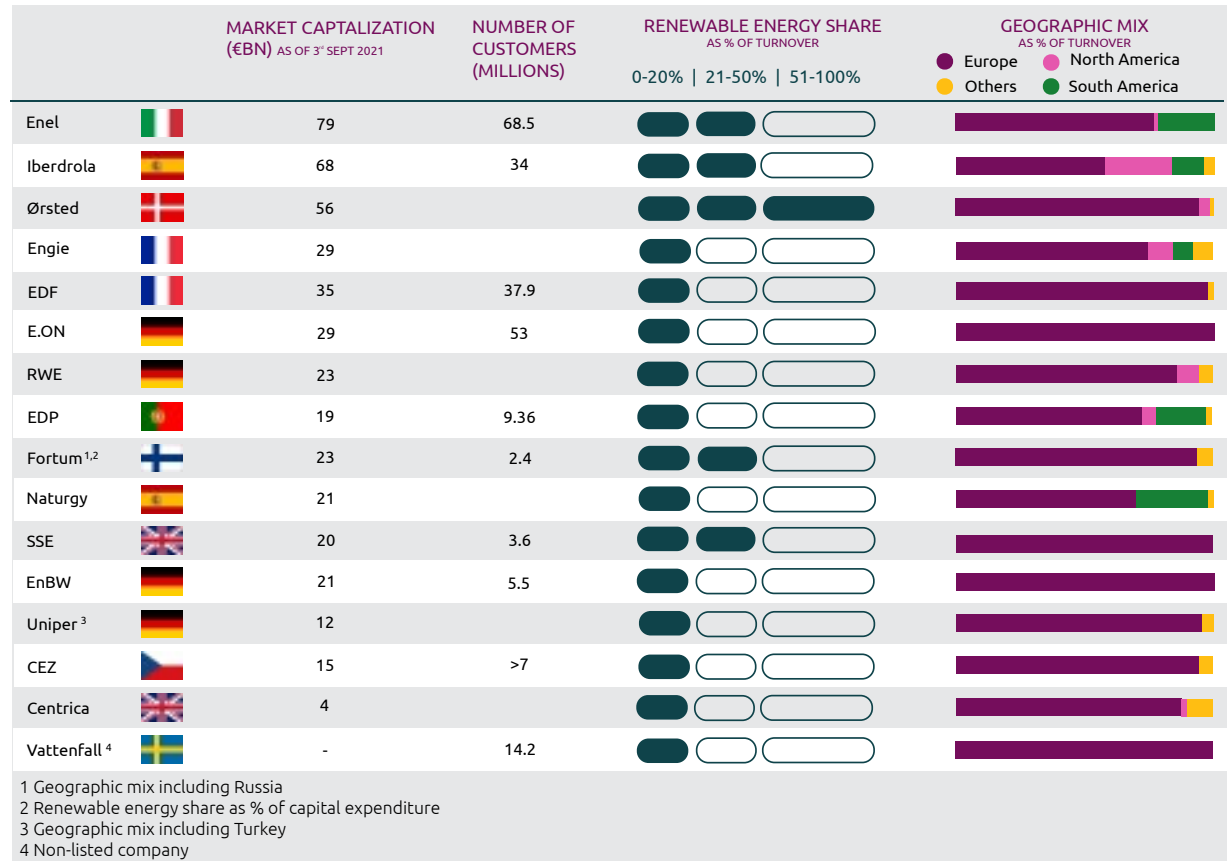 MARKET CAPTALIZATION
(€BN) AS OF 3ʳ SEPT 2021
NUMBER OF
CUSTOMERS
(MILLIONS)
RENEWABLE ENERGY SHARE
AS % OF TURNOVER
0-20% | 21-50% | 51-100%
GEOGRAPHIC MIX
AS % OF TURNOVER
Europe North America
Others South America
Enel 79 68.5
Iberdrola 68 34
Ørsted 56
Engie 29
EDF 35 37.9
E.ON 29 53
RWE 23
EDP 19 9.36
Fortum 1,2 23 2.4
Naturgy 21
SSE 20 3.6
EnBW 21 5.5
Uniper 3 12
CEZ 15 >7
Centrica 4
Vattenfall 4 - 14.2
1 Geographic mix including Russia
2 Renewable energy share as % of capital expenditure
3 Geographic mix including Turkey
4 Non-listed company